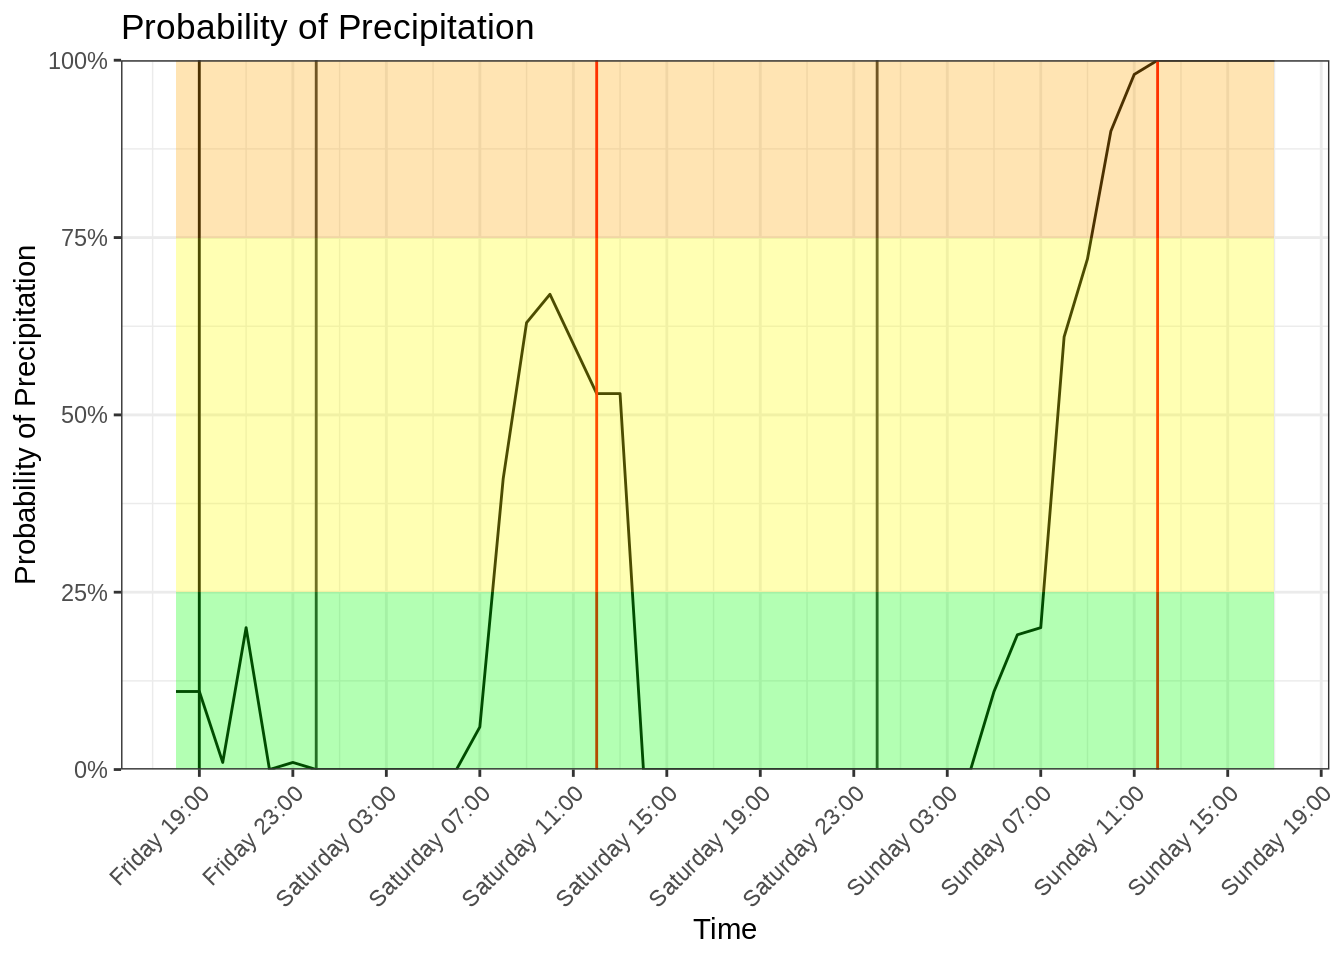 Probability of Precipitation
Probability of Precipitation
100%
75%
50%
25%
0%
Friday 19:00
Friday 23:00
Saturday 03:00
Saturday 07:00
Saturday 11:00
Saturday 15:00
Saturday 19:00
Saturday 23:00
Sunday 03:00
Sunday 07:00
Sunday 11:00
Sunday 15:00
Sunday 19:00
Time